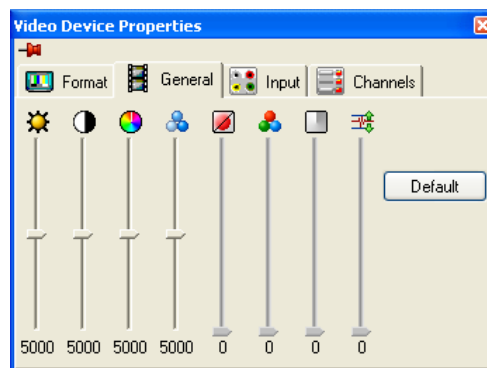 Video Device Properties
Format General Input Channels
Default
5000 5000 5000 5000 0 0 0 0